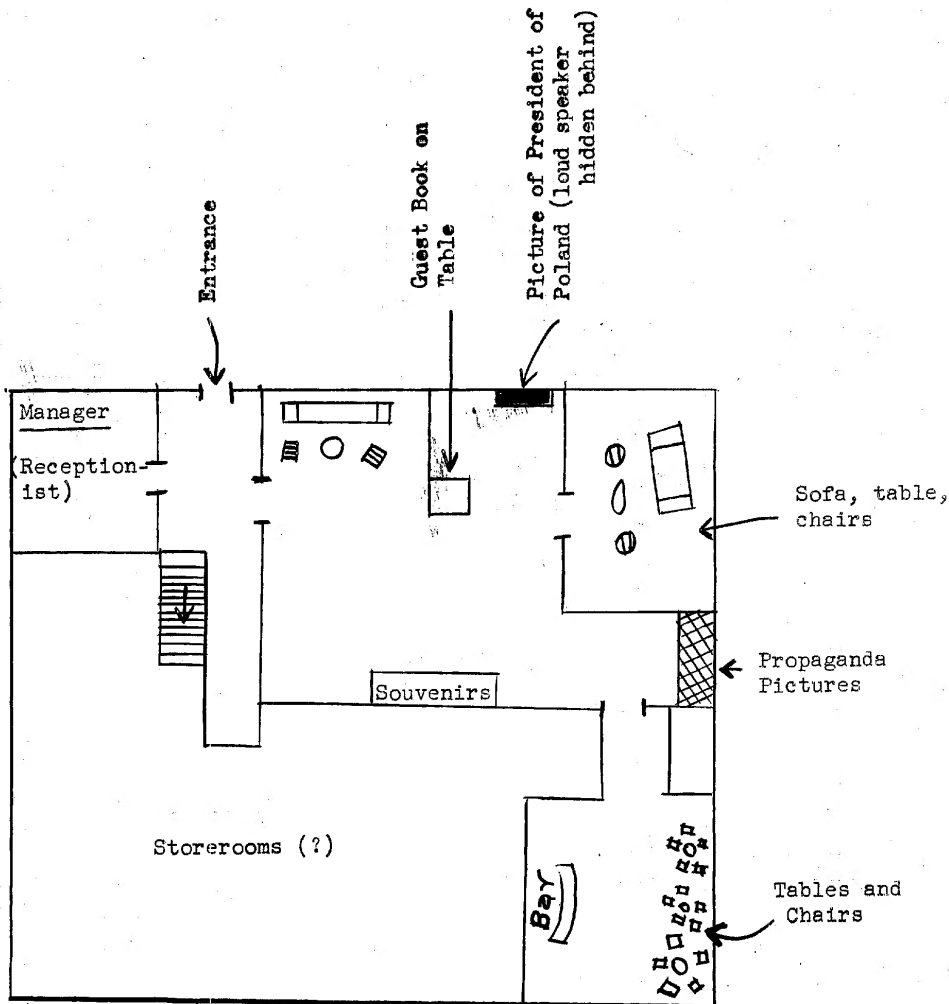 Entrance
Guest Book on
Table
Picture of President of
Poland (loud speaker
hidden behind)
Manager
(Reception-
ist)
Sofa, table,
chairs
Propaganda
Pictures
Souvenirs
Storerooms (?)
Bar
Tables and
Chairs